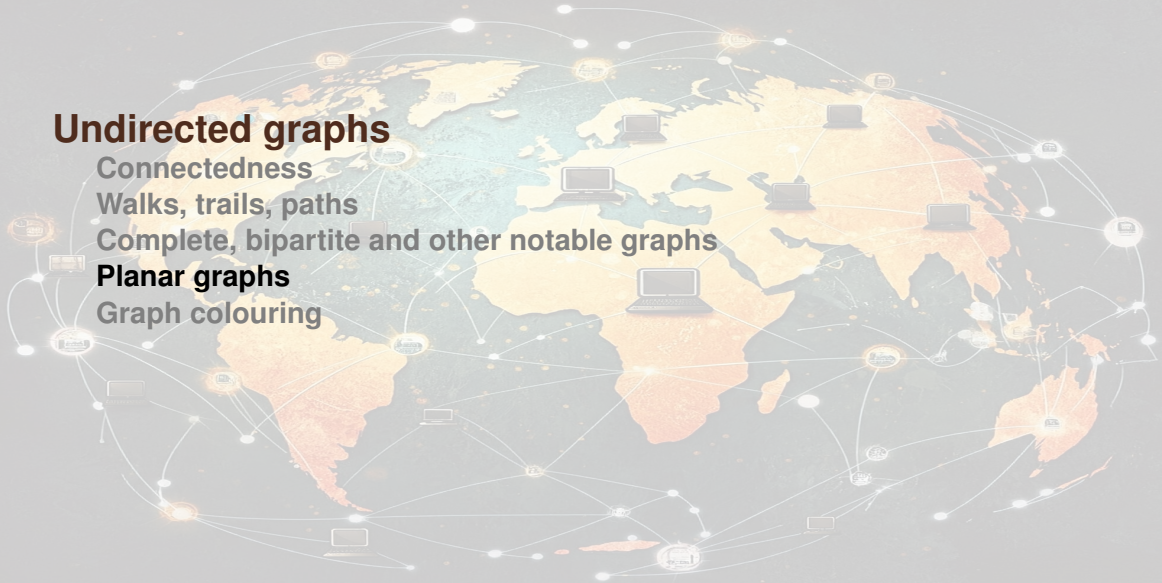 Undirected graphs
Connectedness
Walks, trails, paths
Complete, bipartite and other notable graphs
Planar graphs
Graph colouring